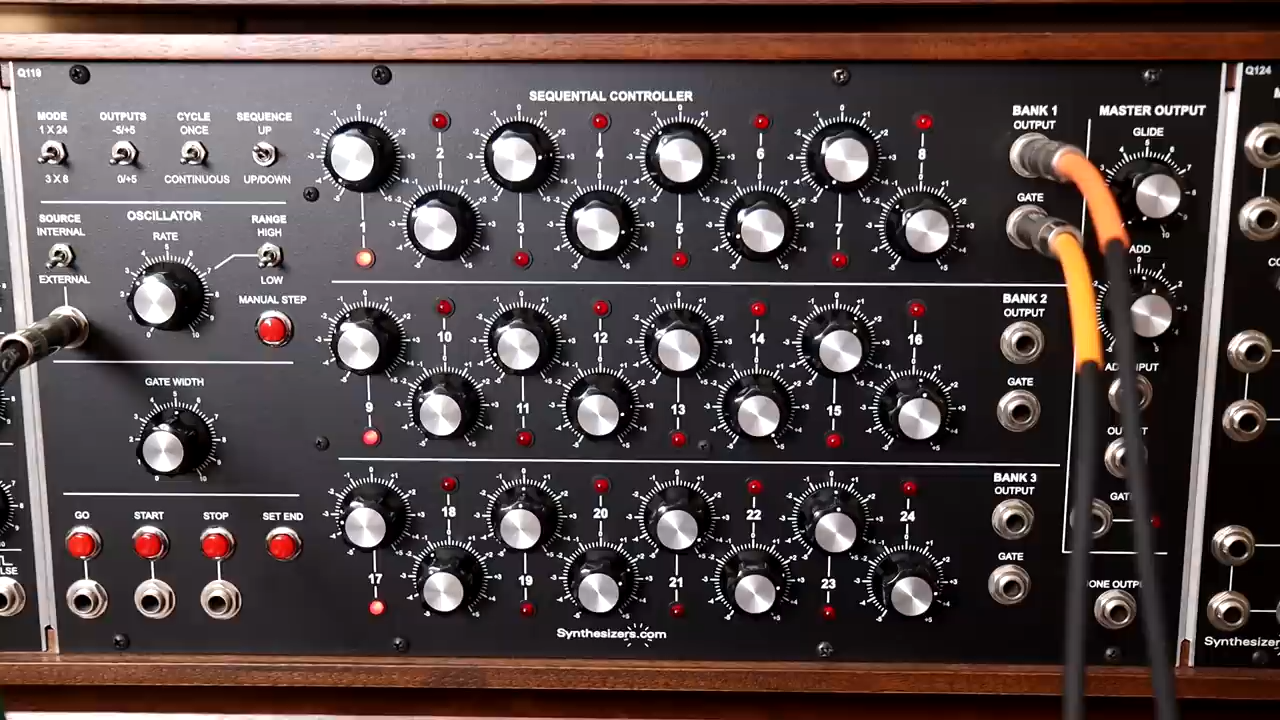 Q119
Q124
SEQUENTIAL CONTROLLER
MODE
1 X 24
3 X 8
OUTPUTS
-5/+5
0/+5
CYCLE
ONCE
CONTINUOUS
SEQUENCE
UP
UP/DOWN
SOURCE
INTERNAL
EXTERNAL
OSCILLATOR
RATE
RANGE
HIGH
LOW
MANUAL STEP
GATE WIDTH
GO
START
STOP
SET END
1
2
3
4
5
6
7
8
9
10
11
12
13
14
15
16
17
18
19
20
21
22
23
24
BANK 1
OUTPUT
GATE
BANK 2
OUTPUT
GATE
BANK 3
OUTPUT
GATE
MASTER OUTPUT
GLIDE
ADD
Synthesizers.com